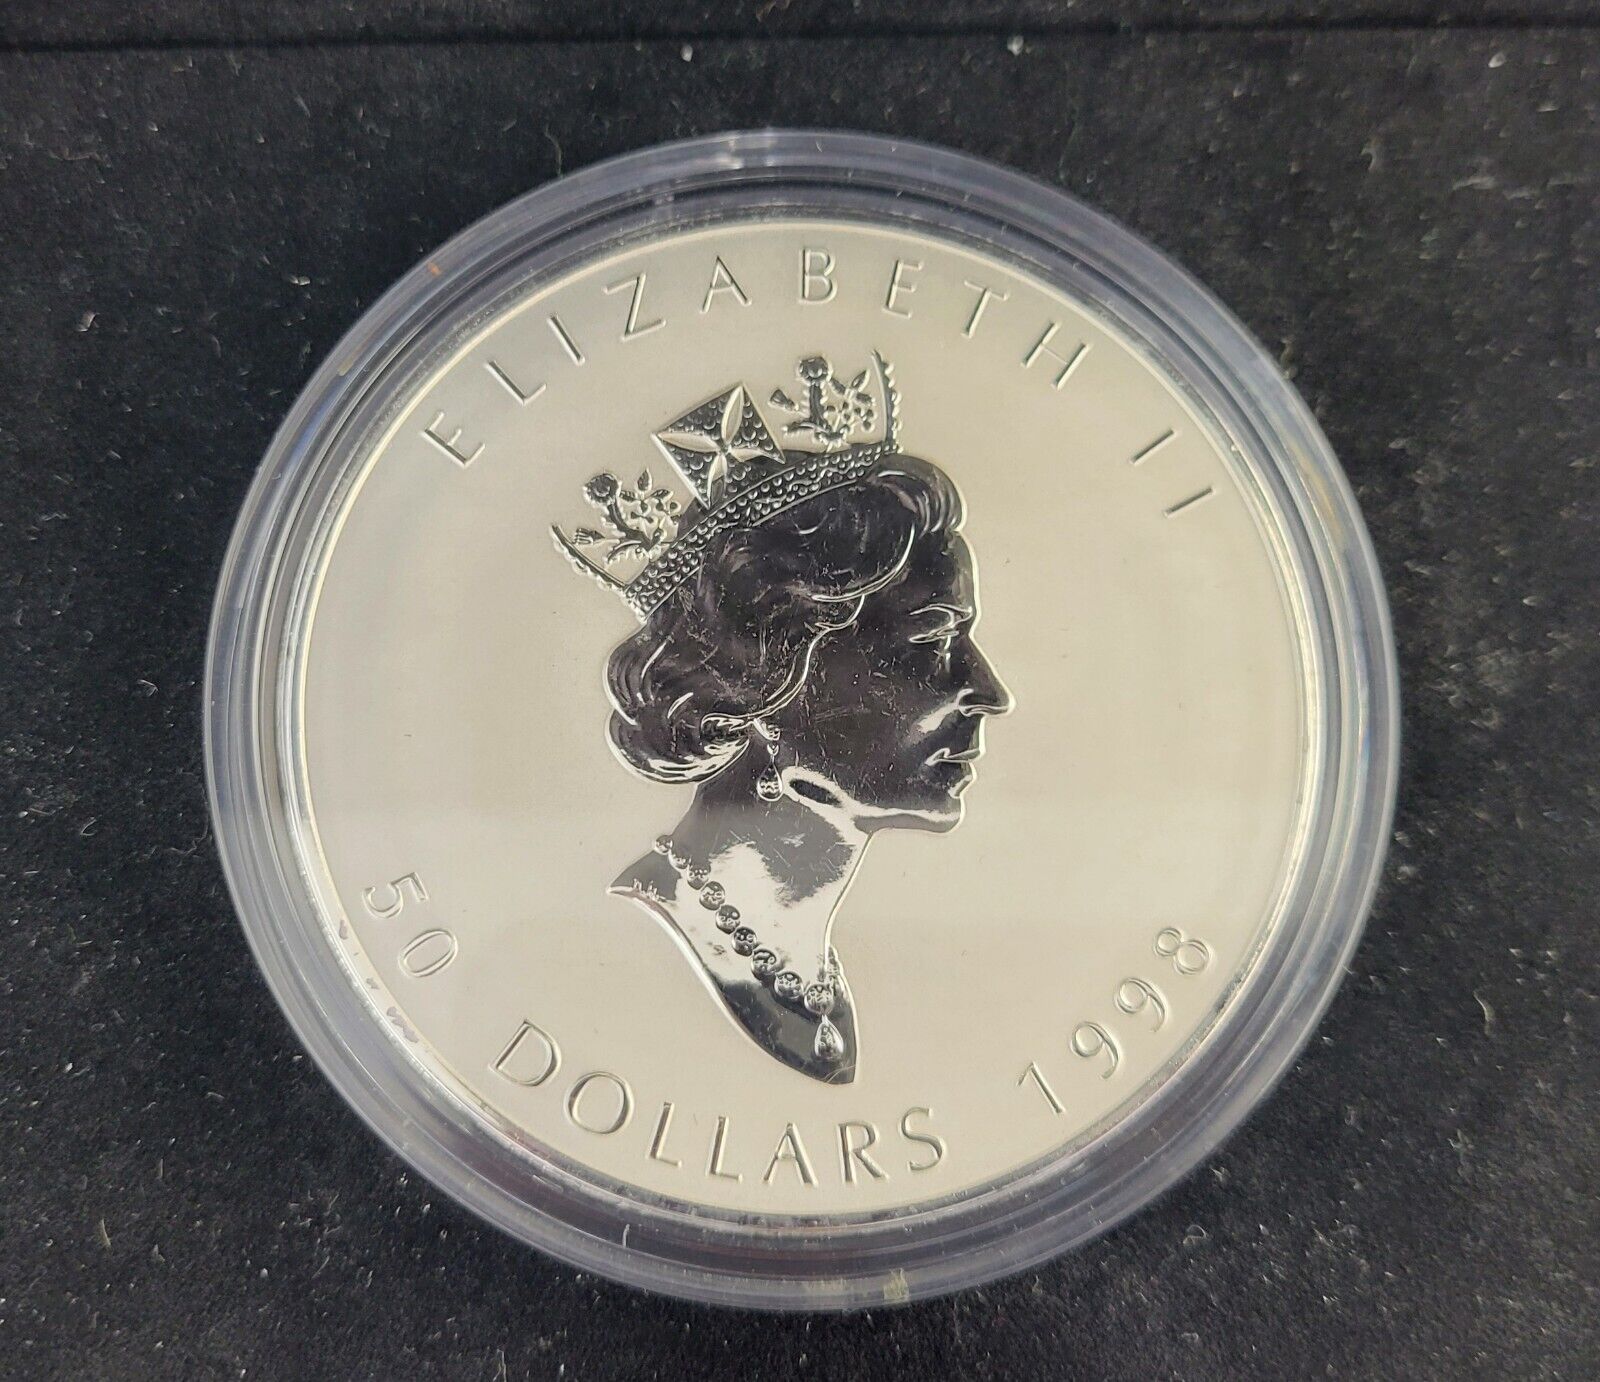 ELIZABETH II
50 DOLLARS 1998